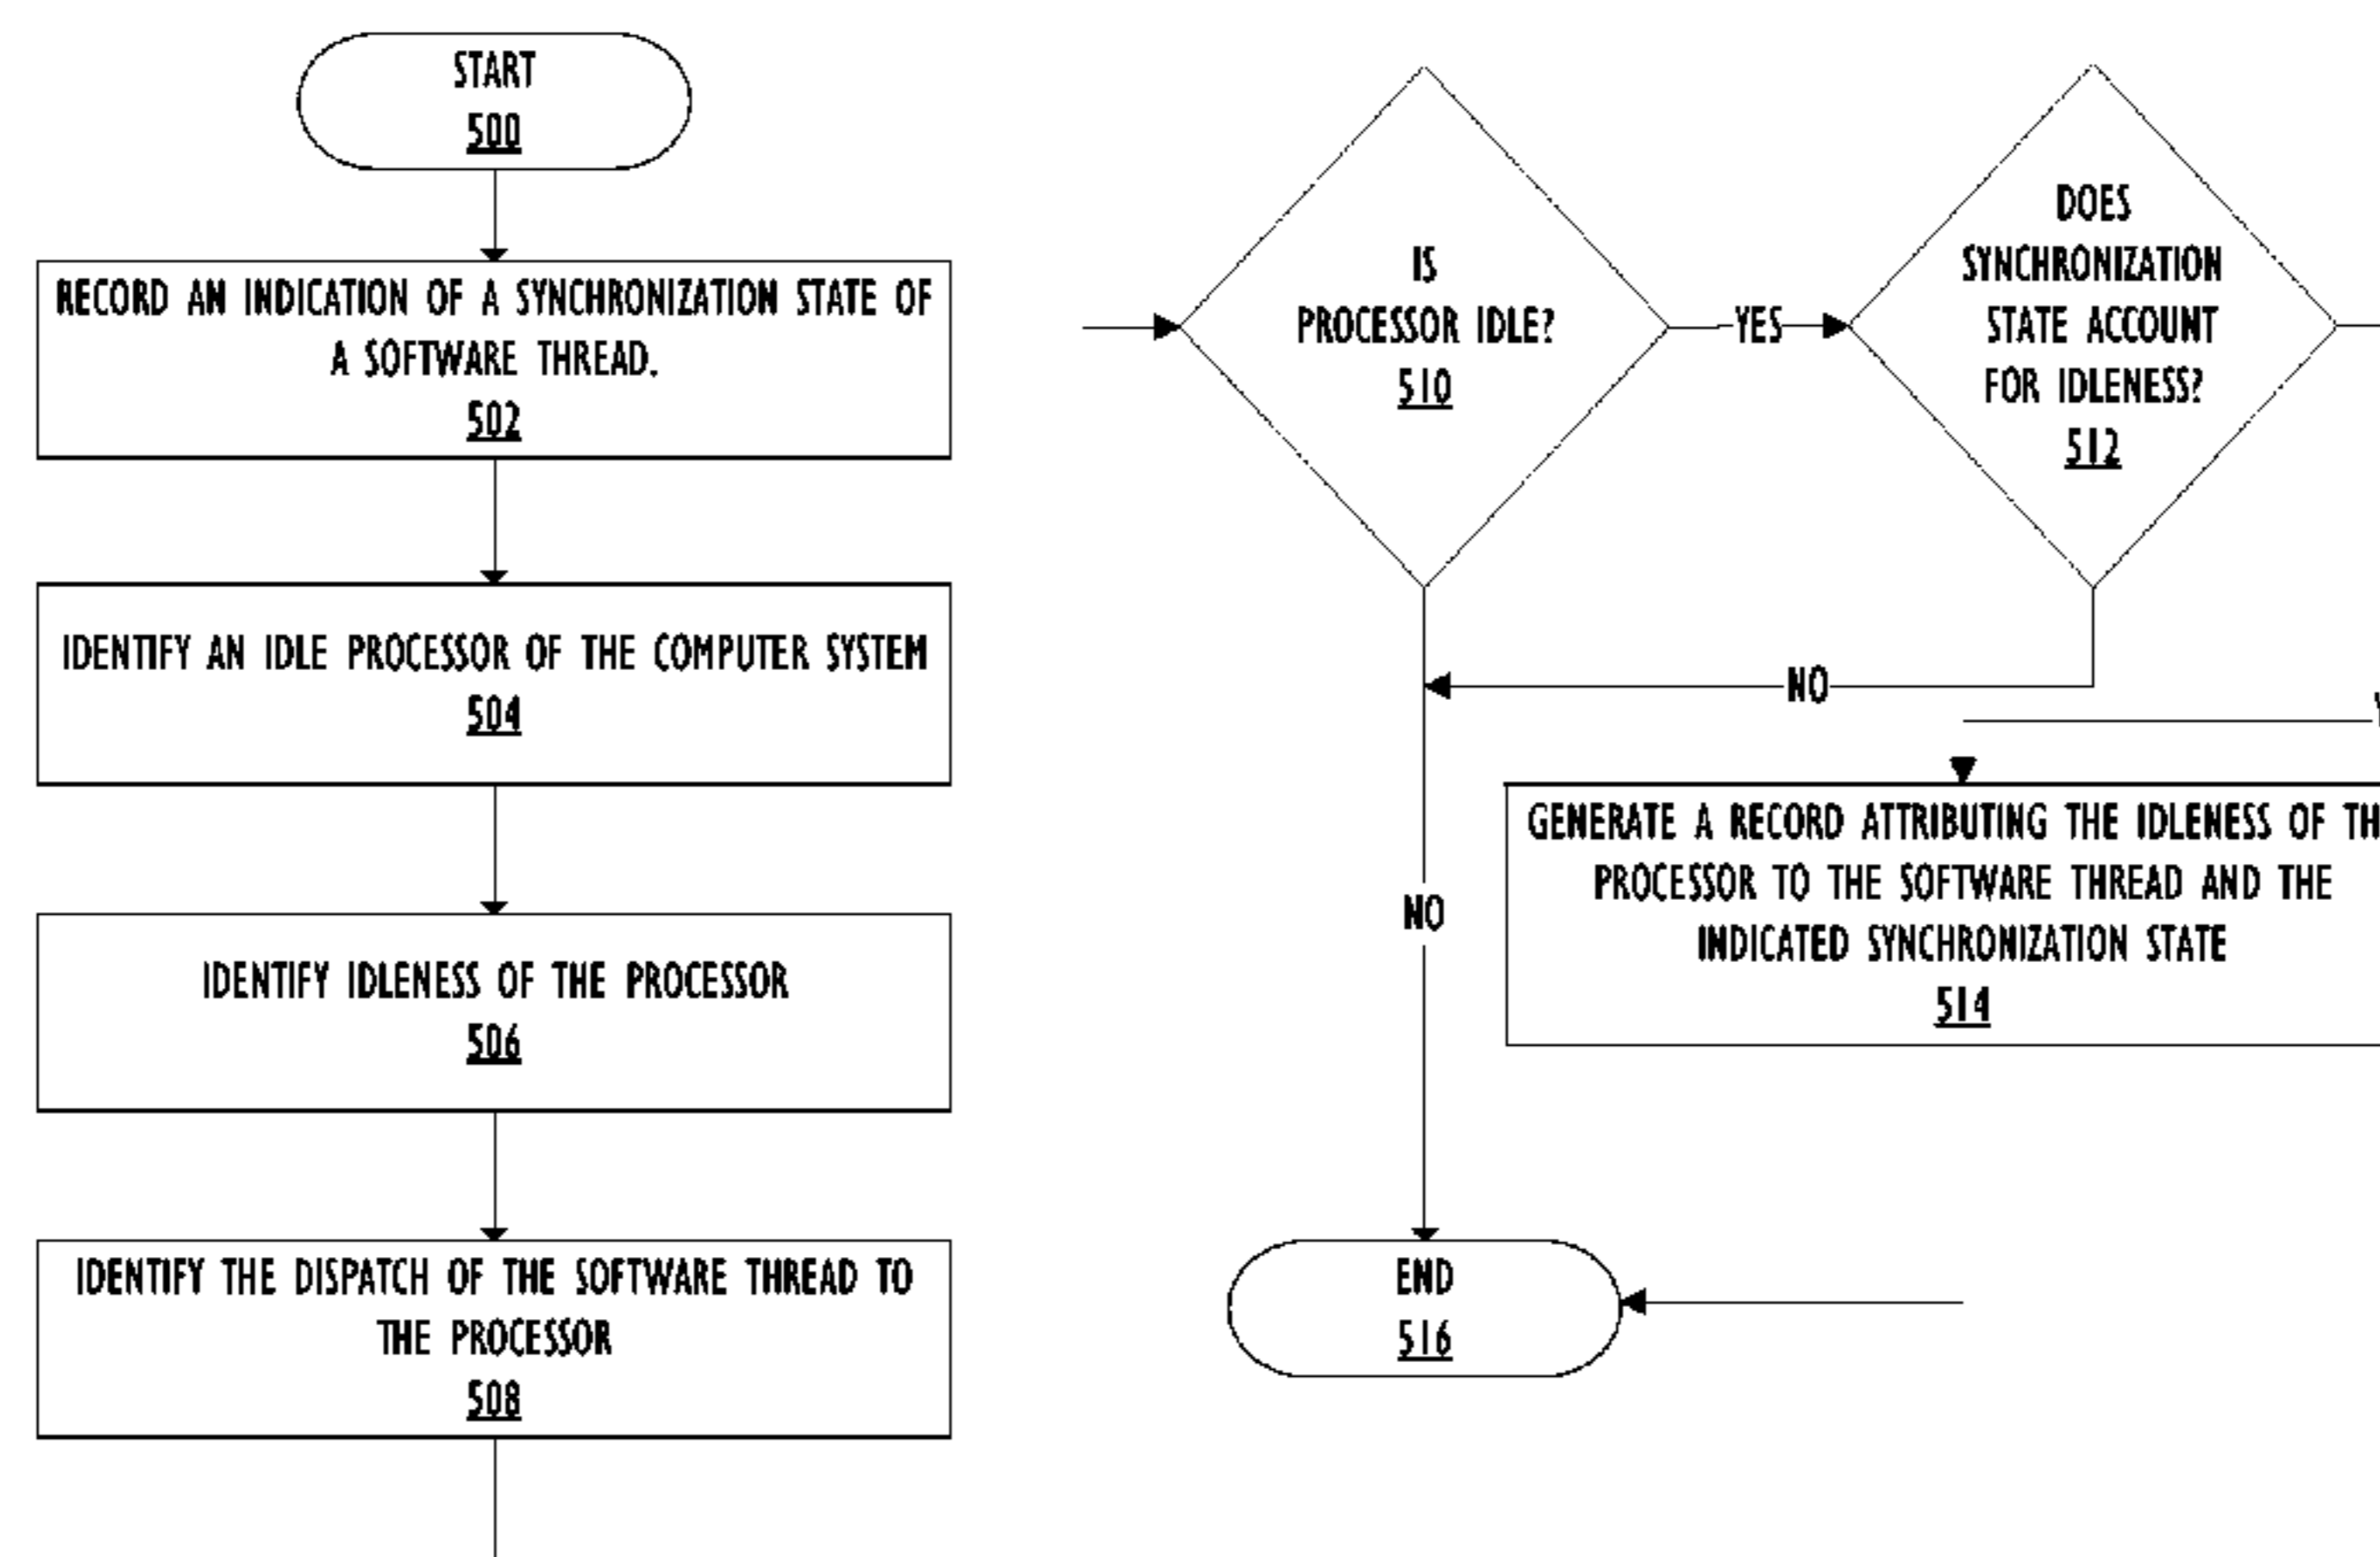 START
500
RECORD AN INDICATION OF A SYNCHRONIZATION STATE OF
A SOFTWARE THREAD.
502
IDENTIFY AN IDLE PROCESSOR OF THE COMPUTER SYSTEM
504
IDENTIFY IDLENESS OF THE PROCESSOR
506
IDENTIFY THE DISPATCH OF THE SOFTWARE THREAD TO
THE PROCESSOR
508
IS
PROCESSOR IDLE?
510
YES
DOES
SYNCHRONIZATION
STATE ACCOUNT
FOR IDLENESS?
512
NO
NO
GENERATE A RECORD ATTRIBUTING THE IDLENESS OF
PROCESSOR TO THE SOFTWARE THREAD AND THE
INDICATED SYNCHRONIZATION STATE
514
END
516